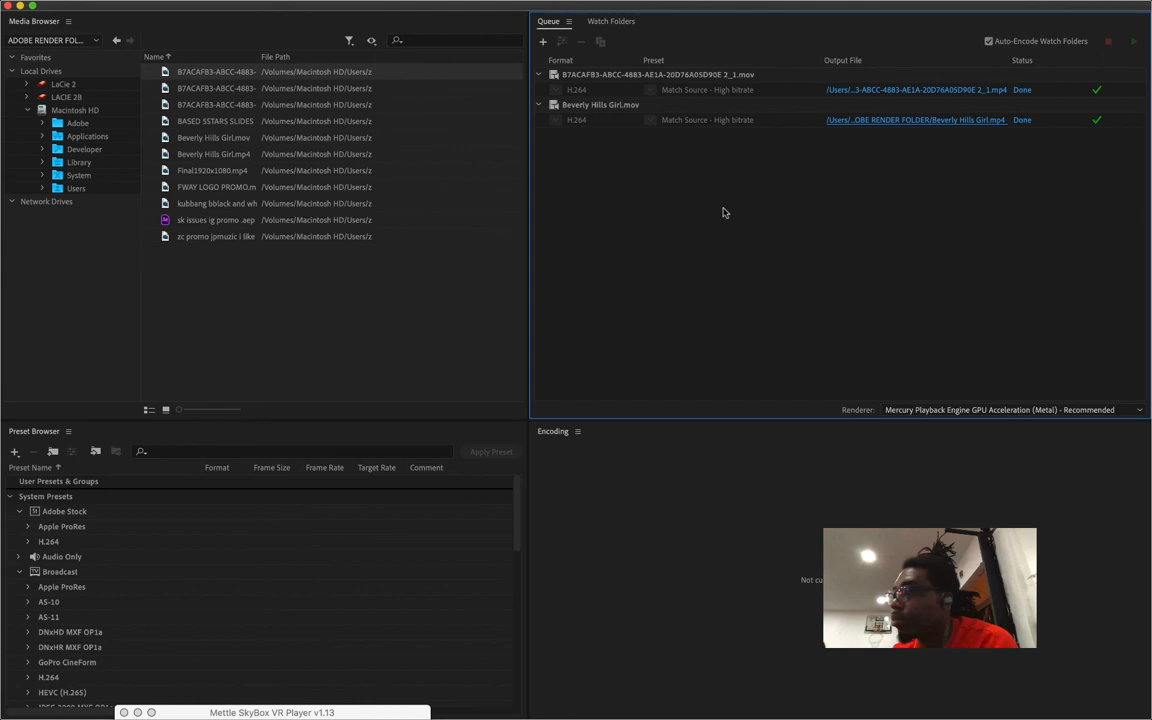 Media Browser
Queue
Watch Folders
ADOBE RENDER FOL...
Auto-Encode Watch Folders
Favorites
Name
File Path
Format
Preset
Output File
Status
Local Drives
B7ACAFB3-ABCC-4883- /Volumes/Macintosh HD/Users/z
B7ACAFB3-ABCC-4883-AE1A-20D76A05D90E 2_1.mov
LaCie 2
B7ACAFB3-ABCC-4883- /Volumes/Macintosh HD/Users/z
H.264 Match Source - High bitrate /Users/...3-ABCC-4883-AE1A-20D76A05D90E 2_1.mp4 Done
LACIE 2B
B7ACAFB3-ABCC-4883- /Volumes/Macintosh HD/Users/z
Beverly Hills Girl.mov
Macintosh HD
BASED 5STARS SLIDES /Volumes/Macintosh HD/Users/z
H.264 Match Source - High bitrate /Users/...OBE RENDER FOLDER/Beverly Hills Girl.mp4 Done
Adobe
Beverly Hills Girl.mov /Volumes/Macintosh HD/Users/z
Applications
Beverly Hills Girl.mp4 /Volumes/Macintosh HD/Users/z
Developer
Final1920x1080.mp4 /Volumes/Macintosh HD/Users/z
Library
FWAY LOGO PROMO.m /Volumes/Macintosh HD/Users/z
System
kubbang bblack and wh /Volumes/Macintosh HD/Users/z
Users
sk issues ig promo .aep /Volumes/Macintosh HD/Users/z
Network Drives
zc promo jpmuzic i like /Volumes/Macintosh HD/Users/z
Renderer: Mercury Playback Engine GPU Acceleration (Metal) - Recommended
Preset Browser
Encoding
Apply Preset
Preset Name
Format
Frame Size
Frame Rate
Target Rate
Comment
User Presets & Groups
System Presets
St Adobe Stock
Apple ProRes
H.264
Audio Only
TV Broadcast
Apple ProRes
AS-10
AS-11
DNxHD MXF OP1a
DNxHR MXF OP1a
GoPro CineForm
H.264
HEVC (H.265)
Not cu
Mettle SkyBox VR Player v1.13